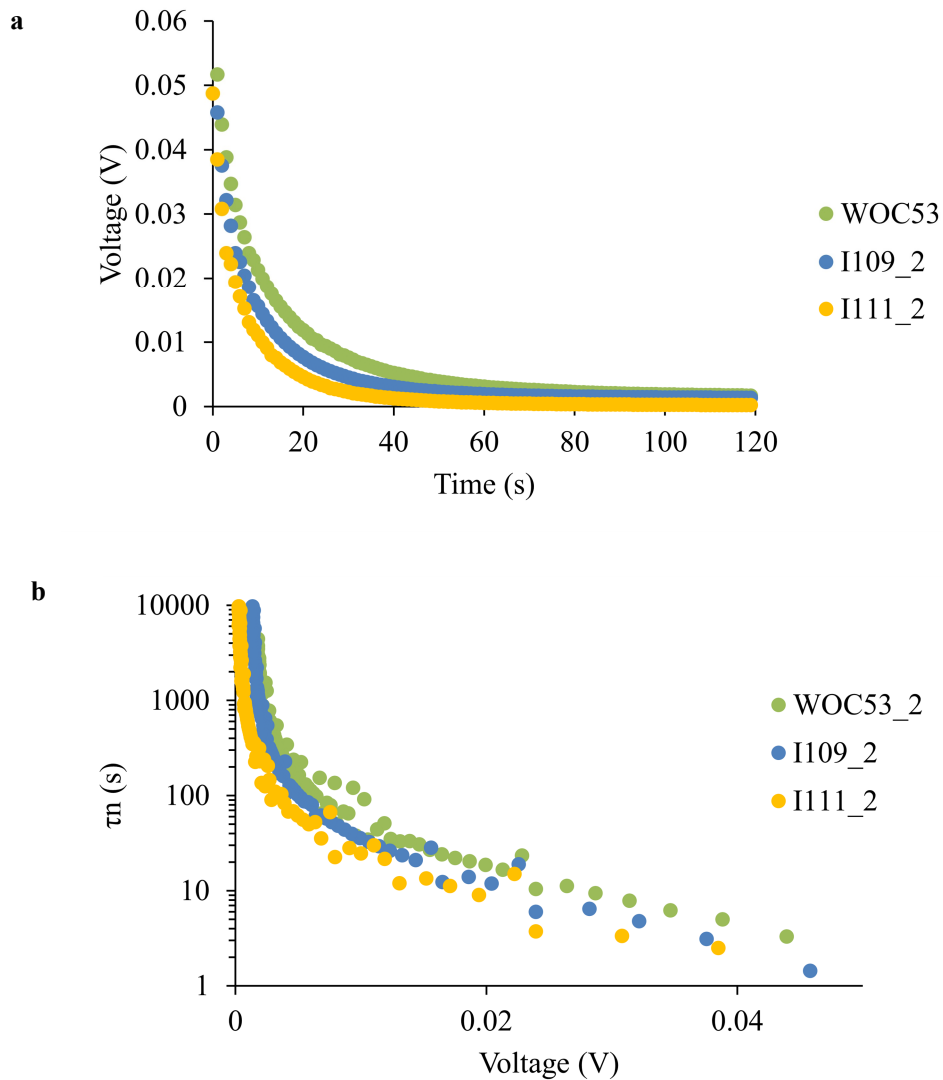 a
0.06
0.05
0.04
0.03
0.02
0.01
0
Voltage (V)
0 20 40 60 80 100 120
Time (s)
WOC53
I109_2
I111_2
b
10000
1000
100
10
1
τn (s)
0 0.02 0.04
Voltage (V)
WOC53_2
I109_2
I111_2